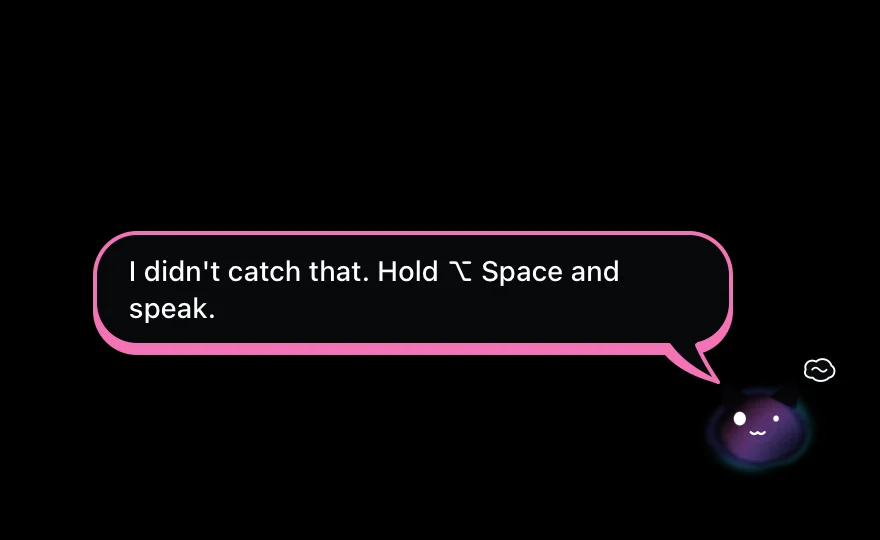 I didn't catch that. Hold ⌥ Space and
speak.